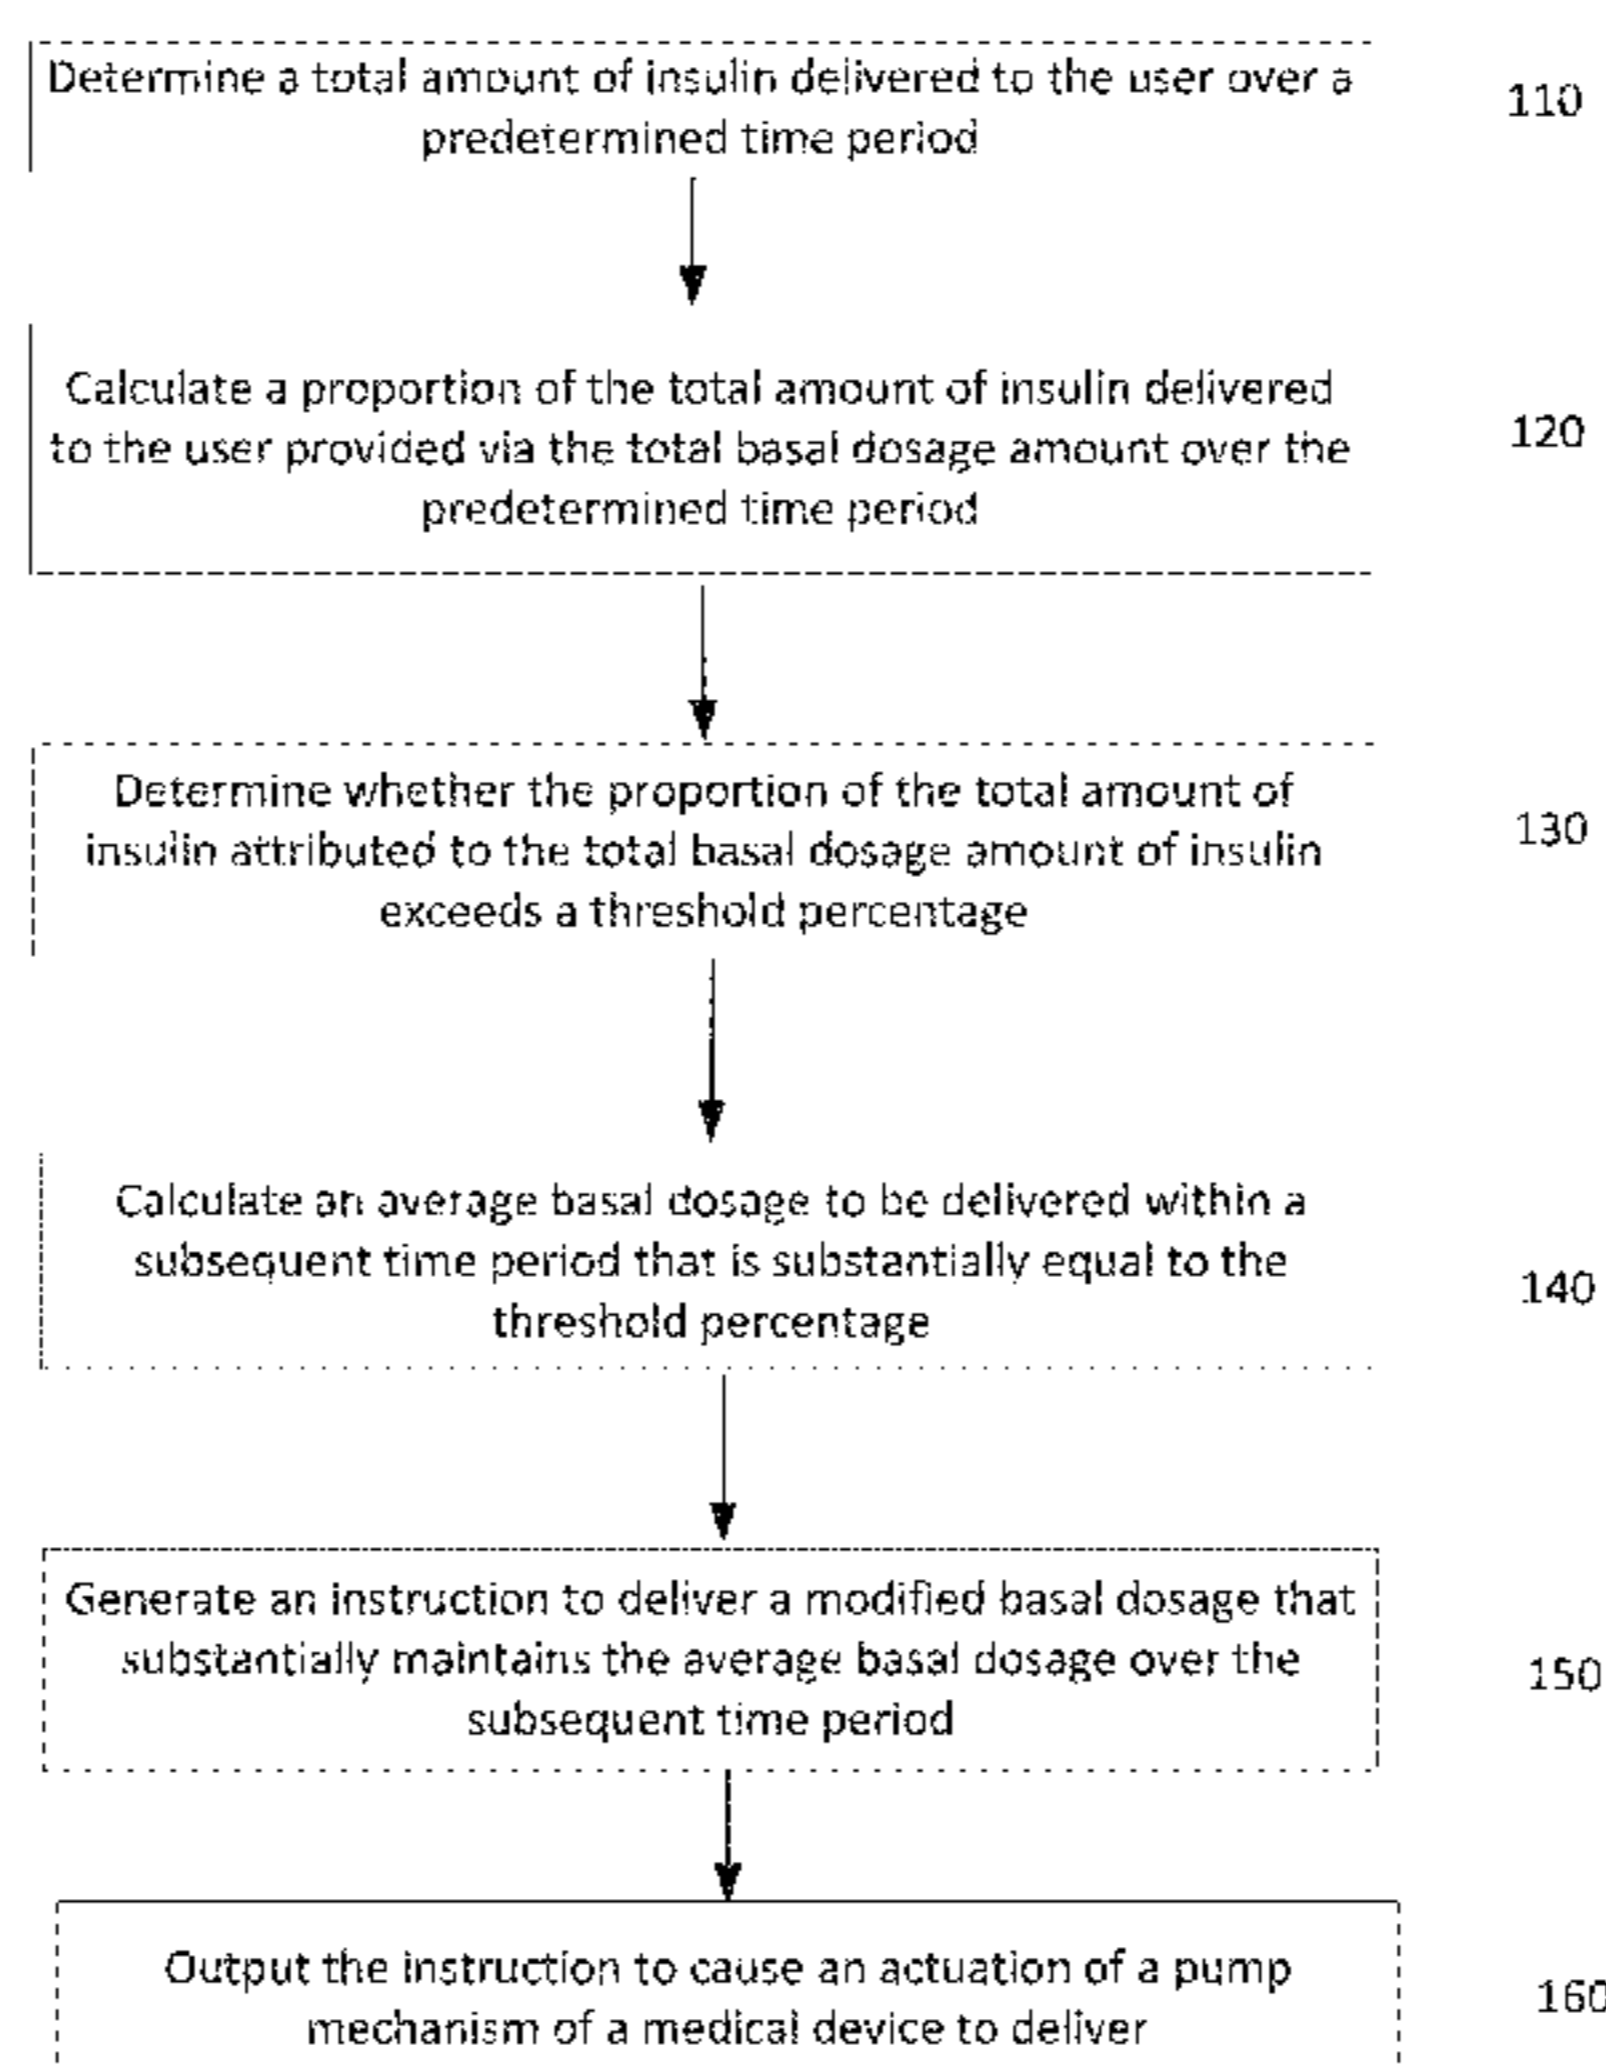 Determine a total amount of insulin delivered to the user over a
predetermined time period
110
Calculate a proportion of the total amount of insulin delivered
to the user provided via the total basal dosage amount over the
predetermined time period
120
Determine whether the proportion of the total amount of
insulin attributed to the total basal dosage amount of insulin
exceeds a threshold percentage
130
Calculate an average basal dosage to be delivered within a
subsequent time period that is substantially equal to the
threshold percentage
140
Generate an instruction to deliver a modified basal dosage that
substantially maintains the average basal dosage over the
subsequent time period
150
Output the instruction to cause an actuation of a pump
mechanism of a medical device to deliver
160